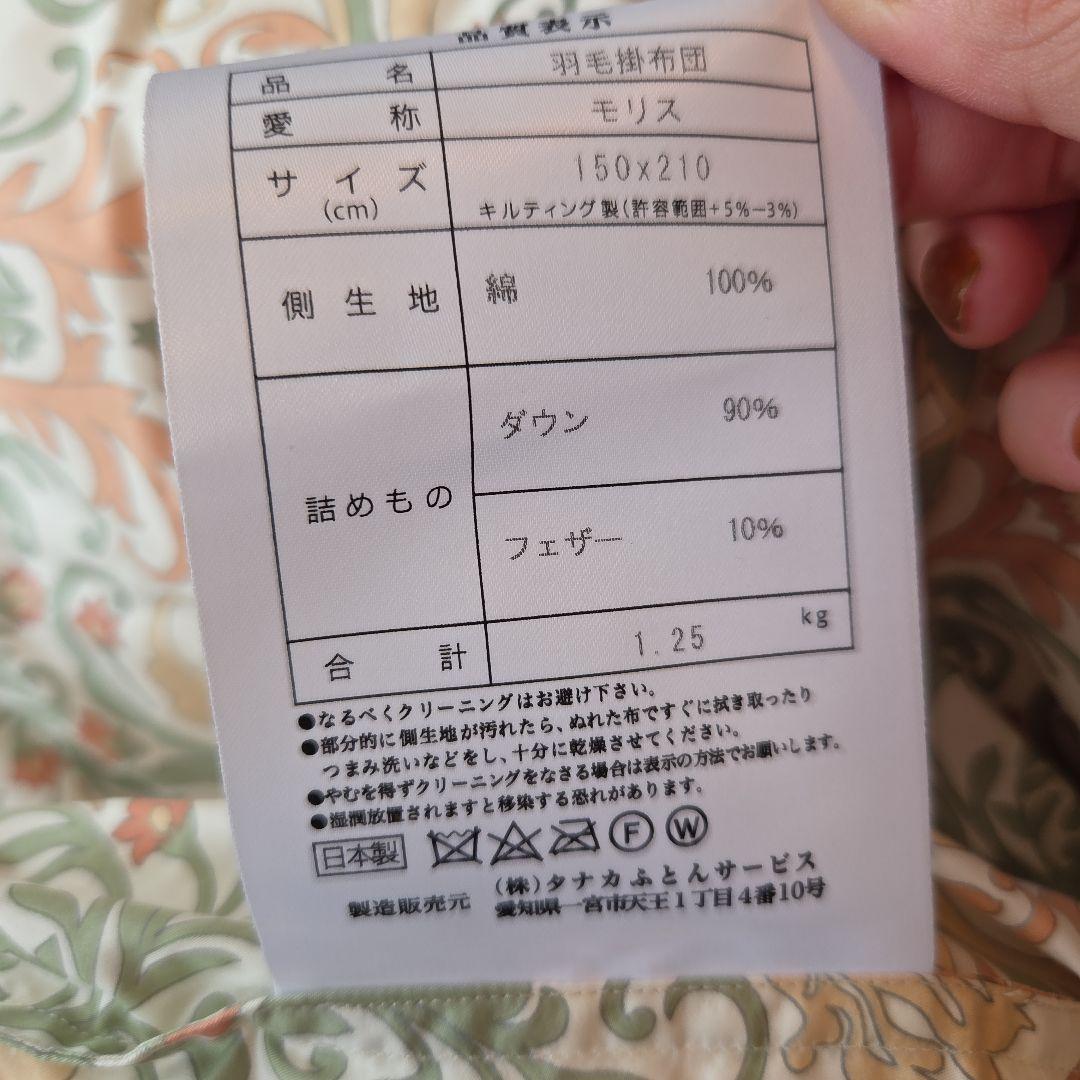 品質表示
品名 羽毛掛布団
愛称 モリス
サイズ(cm) 150x210
キルティング製(許容範囲+5%−3%)
側生地 綿 100%
詰めもの ダウン 90%
フェザー 10%
合計 1.25 kg
●なるべくクリーニングはお避け下さい。
●部分的に側生地が汚れたら、ぬれた布ですぐに拭き取ったり
つまみ洗いなどをし、十分に乾燥させてください。
●やむを得ずクリーニングをなさる場合は表示の方法でお願いします。
●湿潤放置されますと移染する恐れがあります。
日本製 F W
製造販売元 (株)タナカふとんサービス
愛知県一宮市天王1丁目4番10号